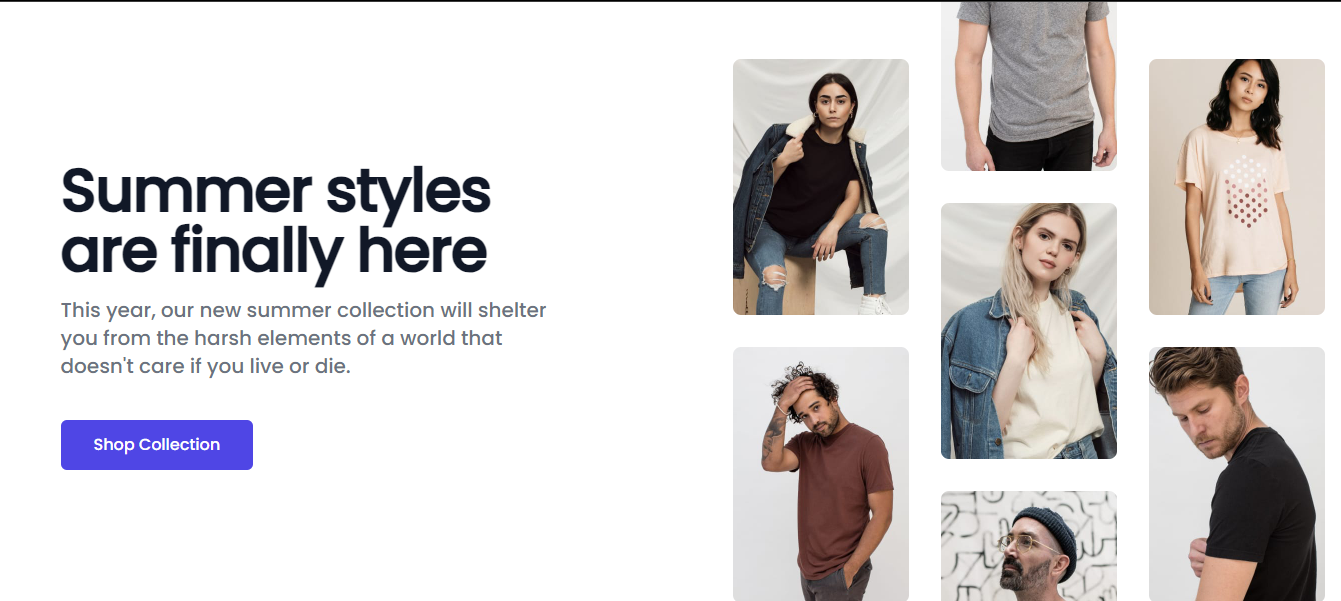 Summer styles
are finally here
This year, our new summer collection will shelter
you from the harsh elements of a world that
doesn't care if you live or die.
Shop Collection